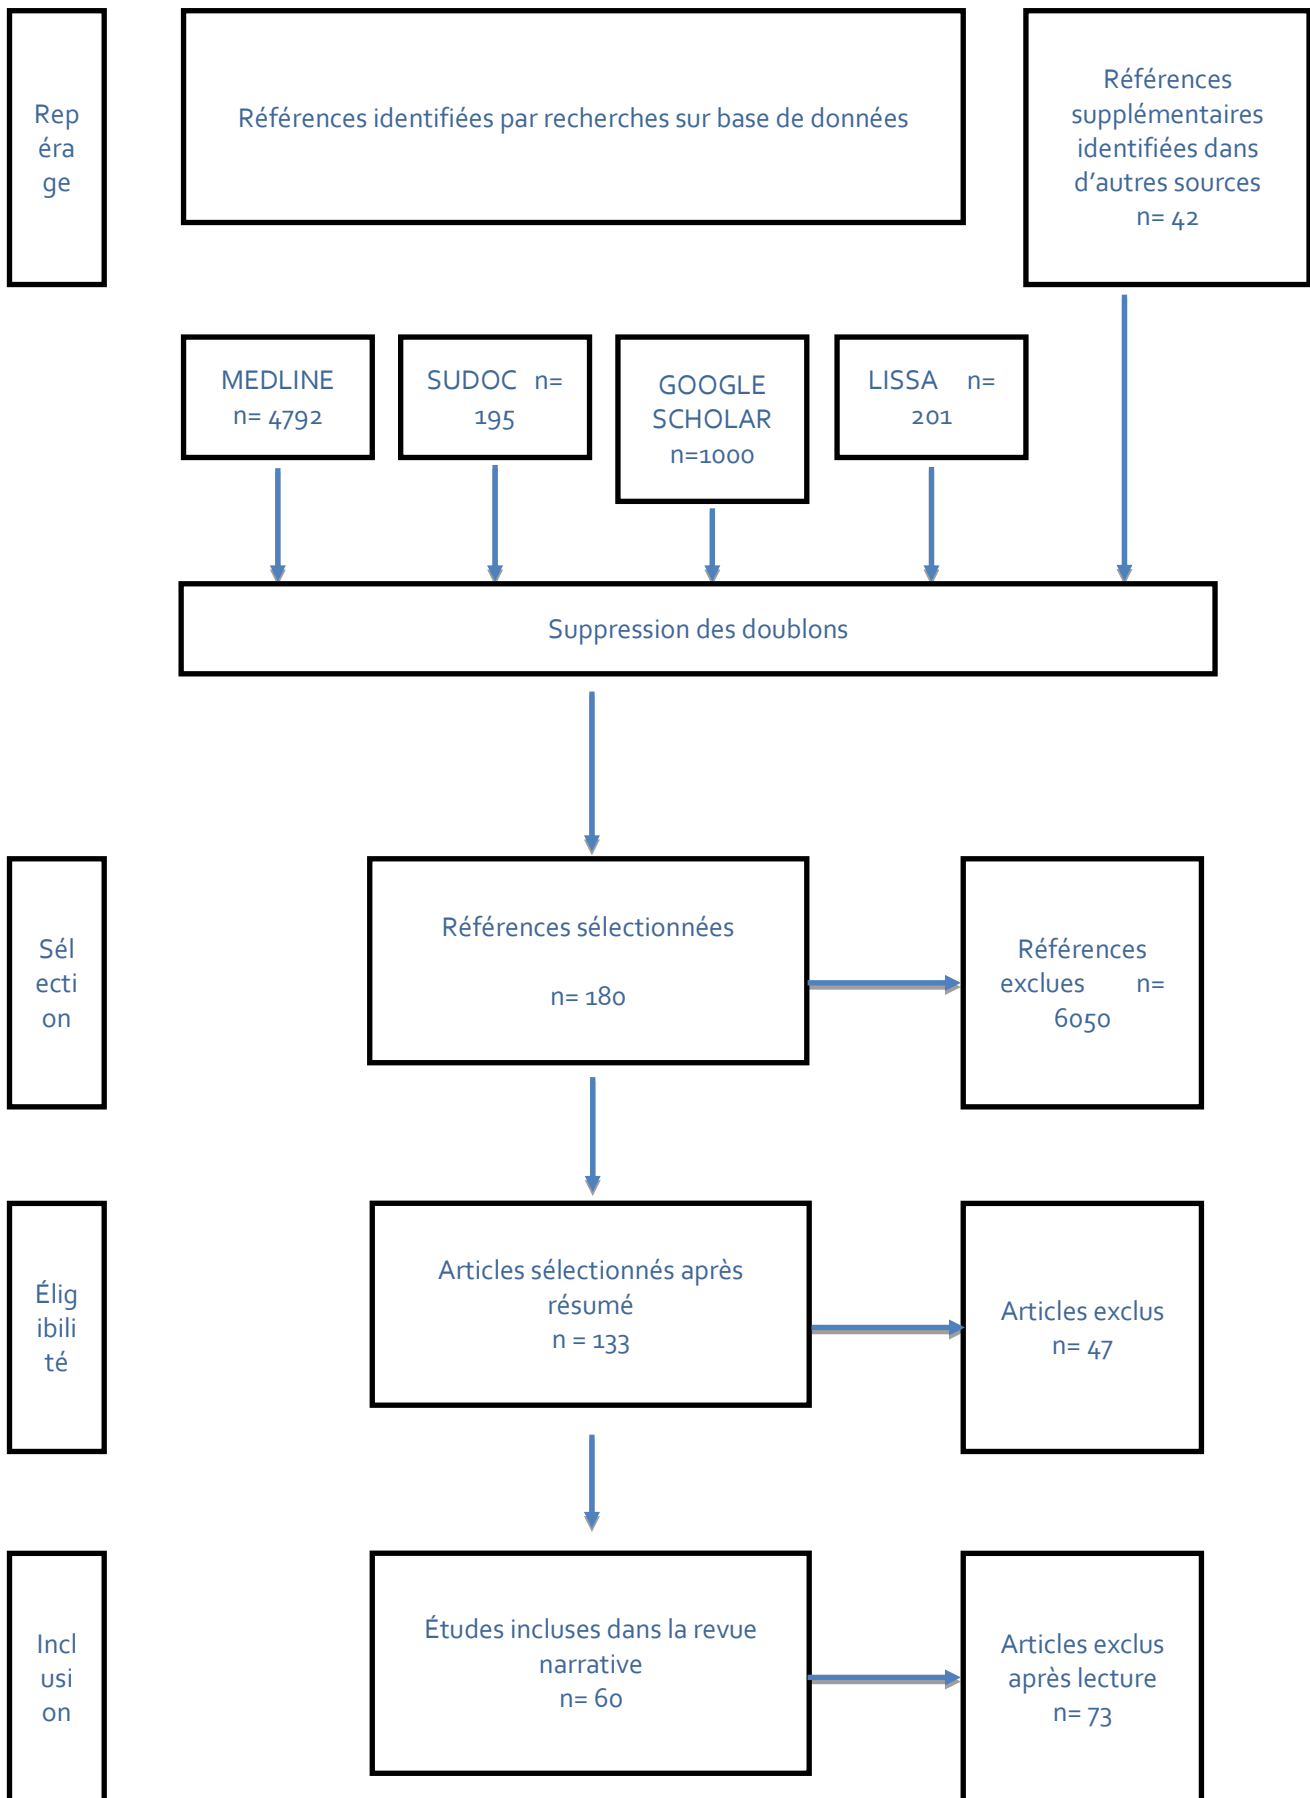 Rep
éra
ge
Références identifiées par recherches sur base de données
Références
supplémentaires
identifiées dans
d’autres sources
n= 42
MEDLINE
n= 4792
SUDOC n=
195
GOOGLE
SCHOLAR
n=1000
LISSA n=
201
Suppression des doublons
Sél
ecti
on
Références sélectionnées
n= 180
Références
exclues n=
6050
Élig
ibili
té
Articles sélectionnés après
résumé
n = 133
Articles exclus
n= 47
Incl
usi
on
Études incluses dans la revue
narrative
n= 60
Articles exclus
après lecture
n= 73